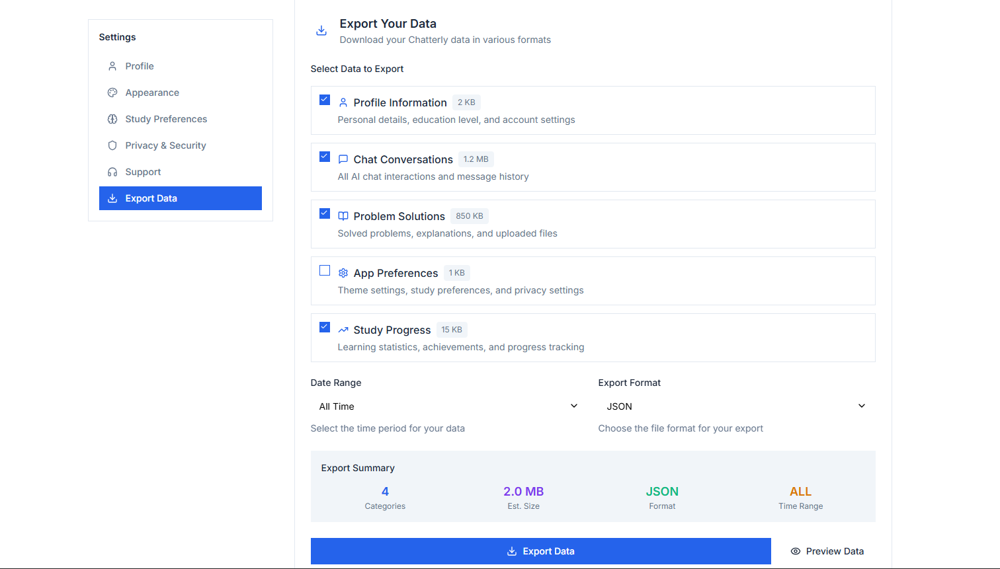 Settings
Profile
Appearance
Study Preferences
Privacy & Security
Support
Export Data
Export Your Data
Download your Chatterly data in various formats
Select Data to Export
Profile Information 2 KB
Personal details, education level, and account settings
Chat Conversations 1.2 MB
All AI chat interactions and message history
Problem Solutions 850 KB
Solved problems, explanations, and uploaded files
App Preferences 1 KB
Theme settings, study preferences, and privacy settings
Study Progress 15 KB
Learning statistics, achievements, and progress tracking
Date Range Export Format
All Time JSON
Select the time period for your data Choose the file format for your export
Export Summary
4 2.0 MB JSON ALL
Categories Est. Size Format Time Range
Export Data Preview Data